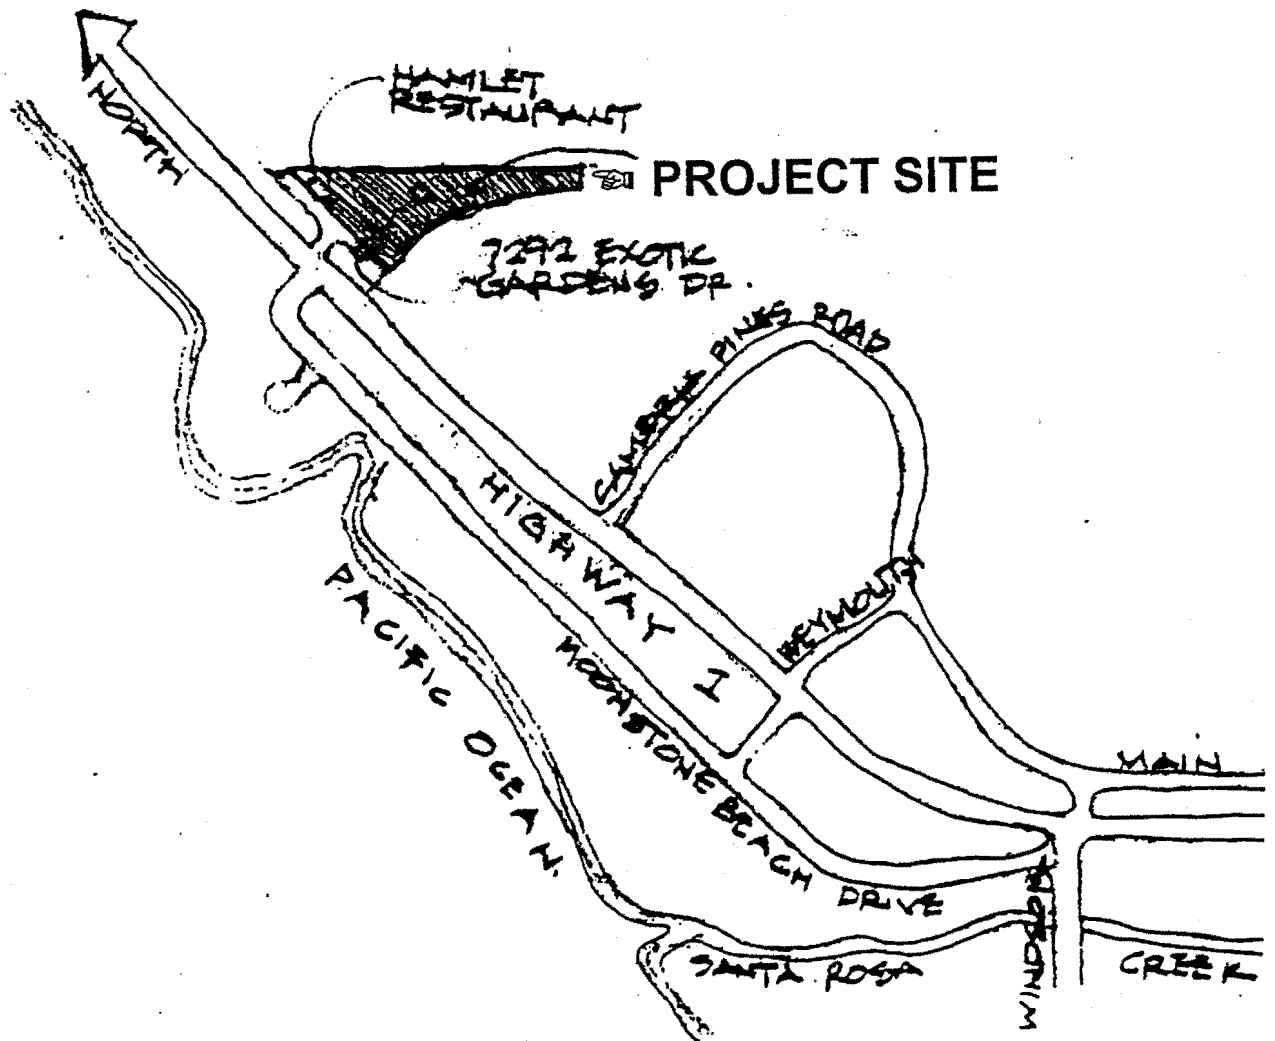 NORTH
HAMLET
RESTAURANT
PROJECT SITE
7292 EXOTIC
GARDENS DR.
CAMBRIA PINES ROAD
HIGHWAY 1
WEYMOUTH
PACIFIC OCEAN.
MOONSTONE BEACH DRIVE
MAIN
WINDSOR
SANTA ROSA CREEK